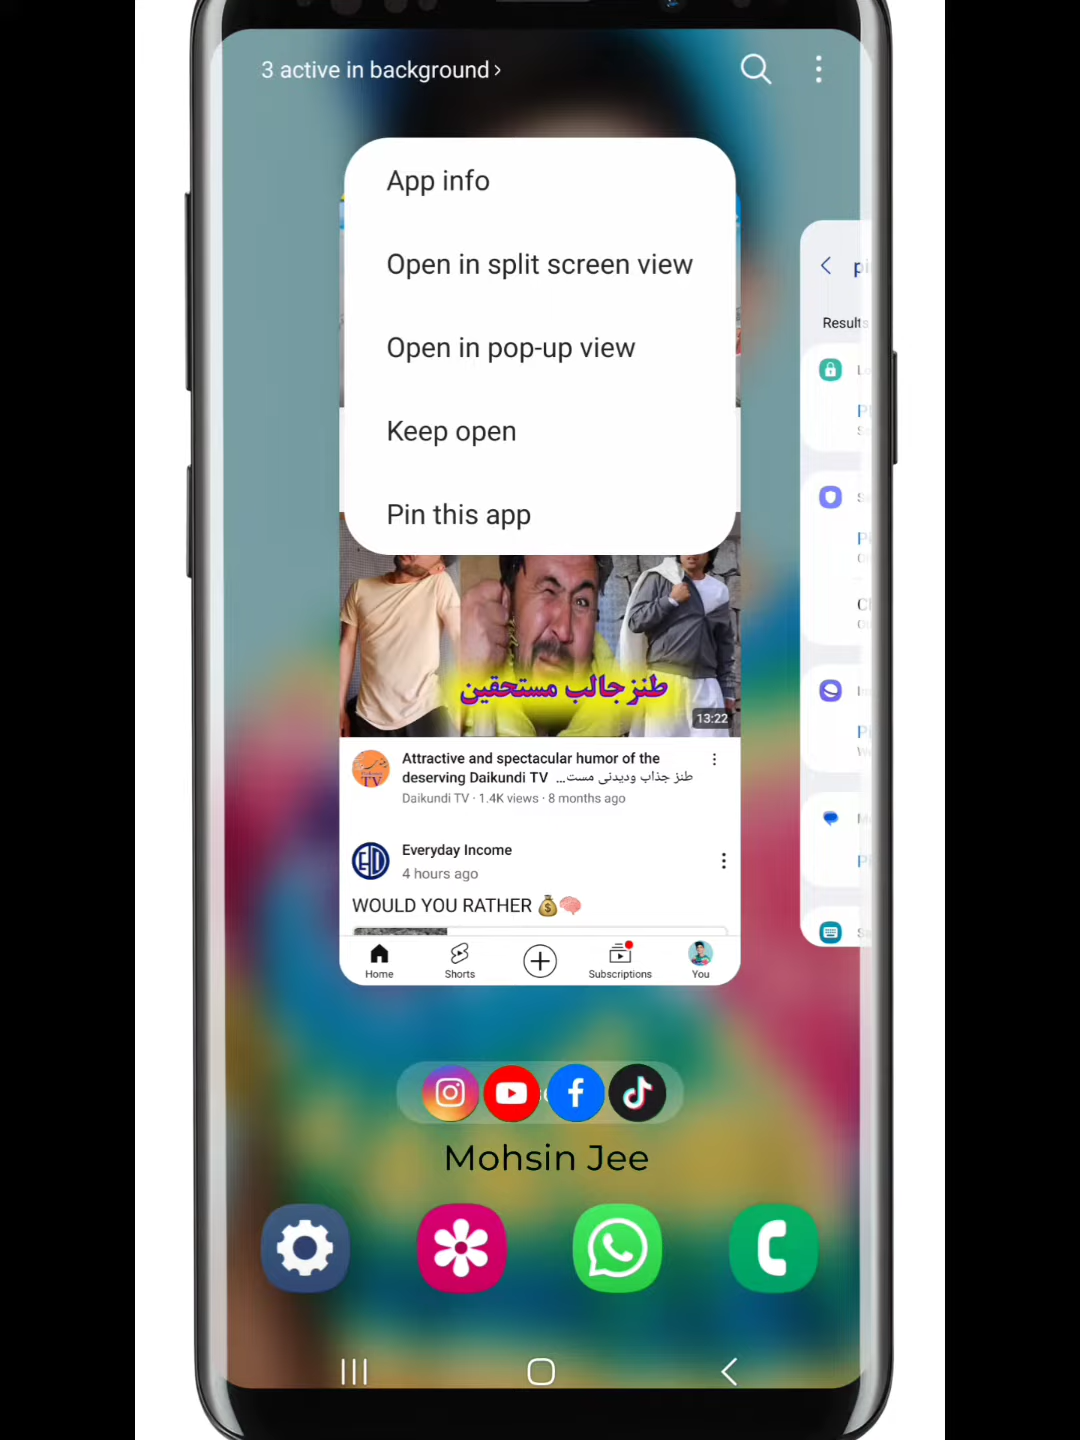 3 active in background ›
App info
Open in split screen view
Open in pop-up view
Keep open
Pin this app
Results
طنز جالب مستحقین
13:22
Attractive and spectacular humor of the
deserving Daikundi TV طنز جذاب ودیدنی مست...
Daikundi TV · 1.4K views · 8 months ago
TV
Everyday Income
4 hours ago
WOULD YOU RATHER 💰🧠
Home
Shorts
Subscriptions
You
Mohsin Jee